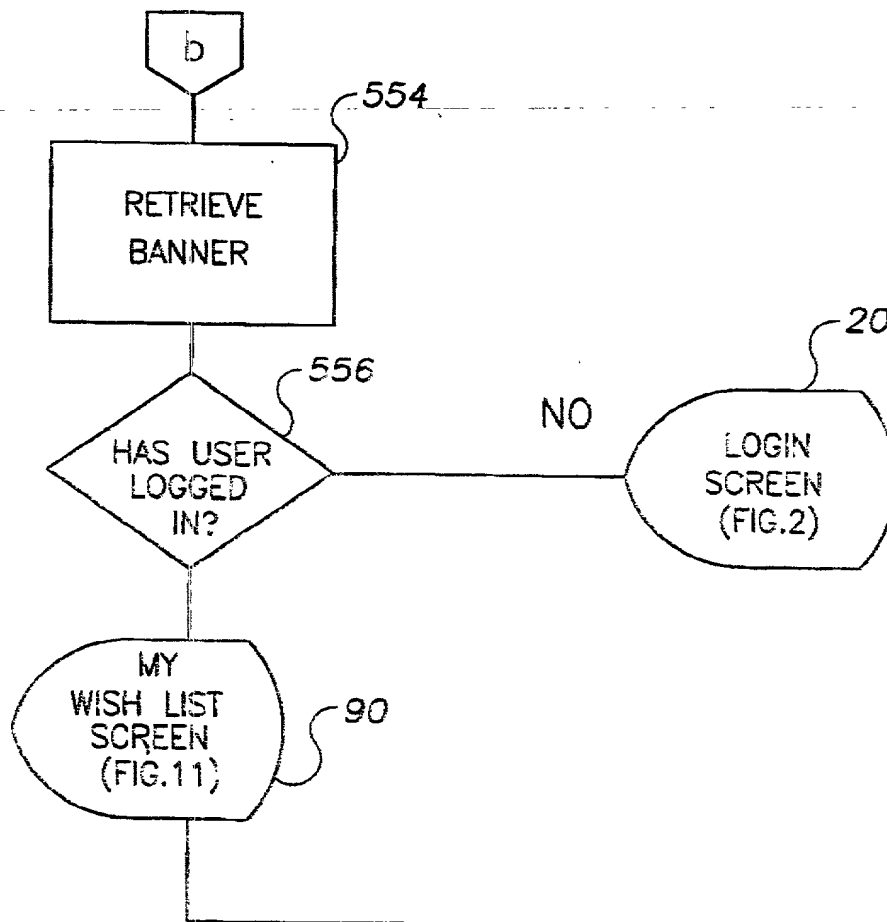 b
554
RETRIEVE
BANNER
556
HAS USER
LOGGED
IN?
NO
20
LOGIN
SCREEN
(FIG.2)
MY
WISH LIST
SCREEN
(FIG.11)
90